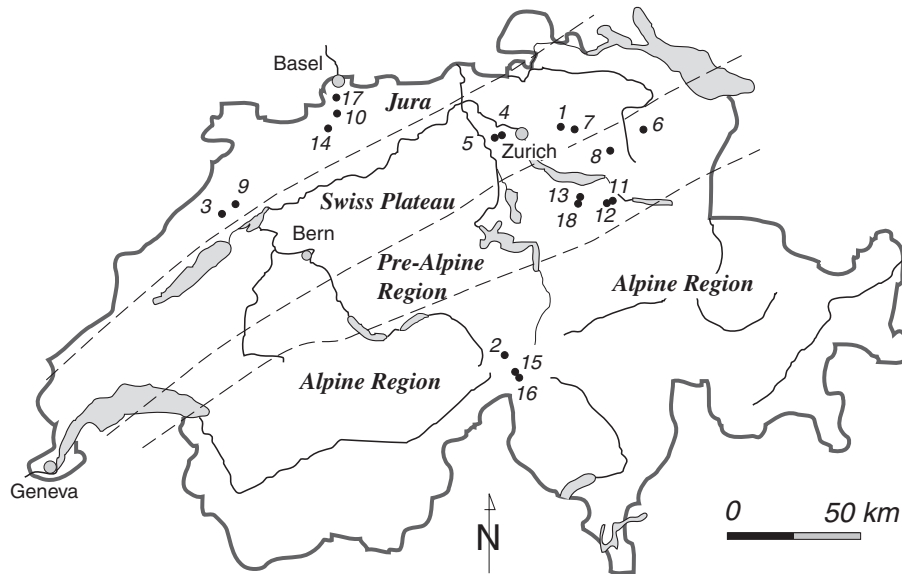 Basel
17
Jura
10
14
4
1
7
6
5
Zurich
8
9
3
Swiss Plateau
13
11
18
12
Bern
Pre-Alpine
Region
Alpine Region
2
15
16
Alpine Region
Geneva
N
0 50 km